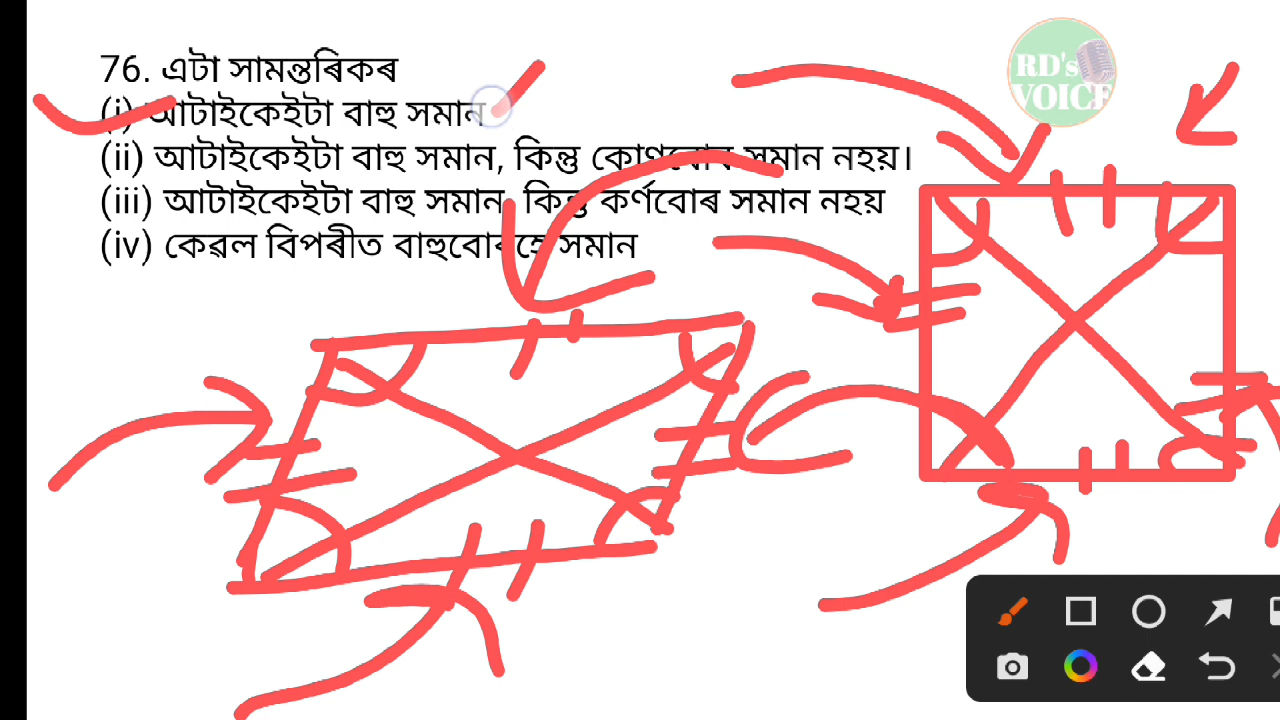 76. এটা সামন্তৰিকৰ
(i) আটাইকেইটা বাহু সমান
(ii) আটাইকেইটা বাহু সমান, কিন্তু কোণবোৰ সমান নহয়।
(iii) আটাইকেইটা বাহু সমান, কিন্তু কৰ্ণবোৰ সমান নহয়
(iv) কেৱল বিপৰীত বাহুবোৰহে সমান
RD's
VOICE